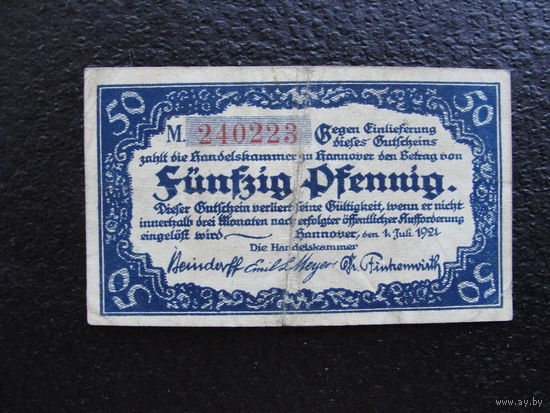 50 50
M. 240223 Gegen Einlieferung
dieses Gutscheins
zahlt die Handelskammer zu Hannover den Betrag von
Fünfzig Pfennig.
Dieser Gutschein verliert seine Gültigkeit, wenn er nicht
innerhalb drei Monaten nach erfolgter öffentlicher Aufforderung
eingelöst wird Hannover, den 1. Juli 1921
Die Handelskammer
Beindorff Emil L. Meyer Dr. Finkenwirth
50 50
www.ay.by